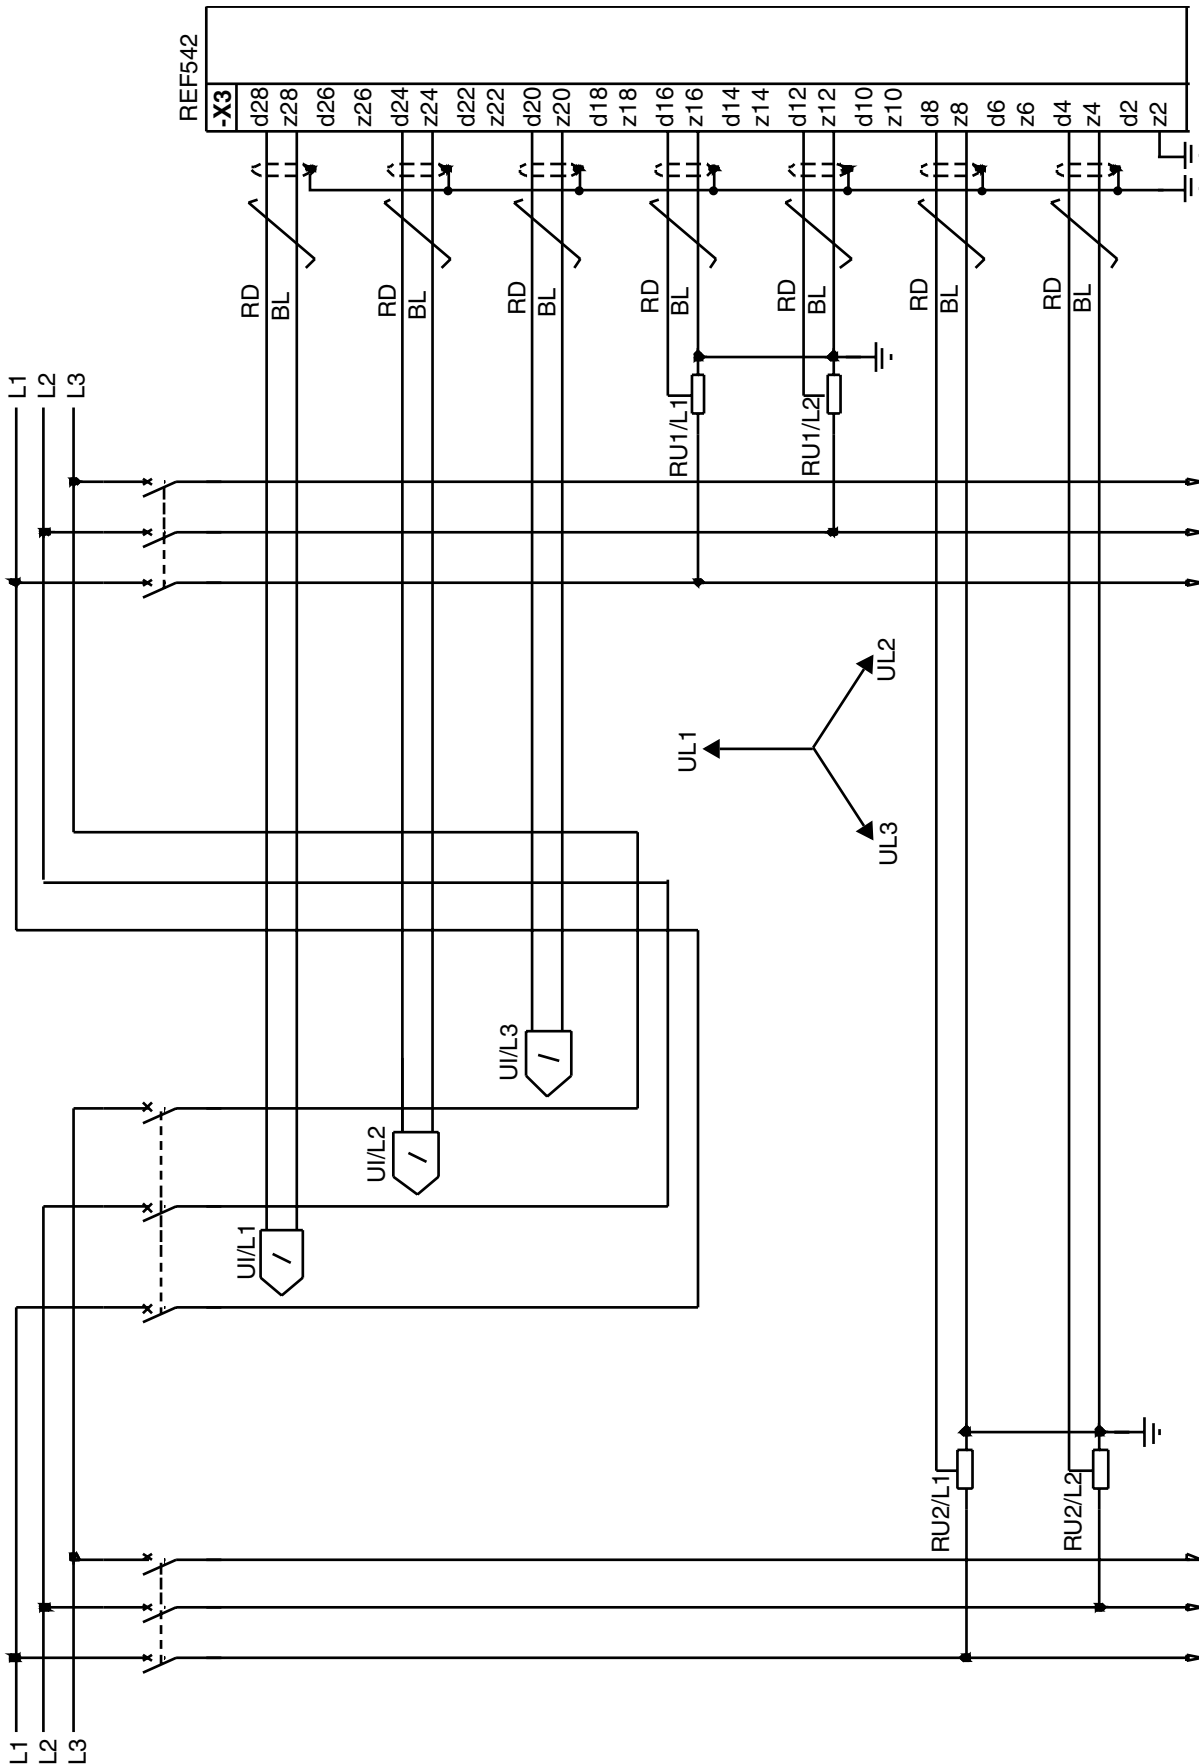 REF542
-X3
d28
z28
d26
z26
d24
z24
d22
z22
d20
z20
d18
z18
d16
z16
d14
z14
d12
z12
d10
z10
d8
z8
d6
z6
d4
z4
d2
z2
RD
BL
RD
BL
RD
BL
RD
BL
RD
BL
RD
BL
RD
BL
L1
L2
L3
RU1/L1
RU1/L2
UL1
UL2
UL3
UI/L3
UI/L2
UI/L1
RU2/L1
RU2/L2
L1
L2
L3